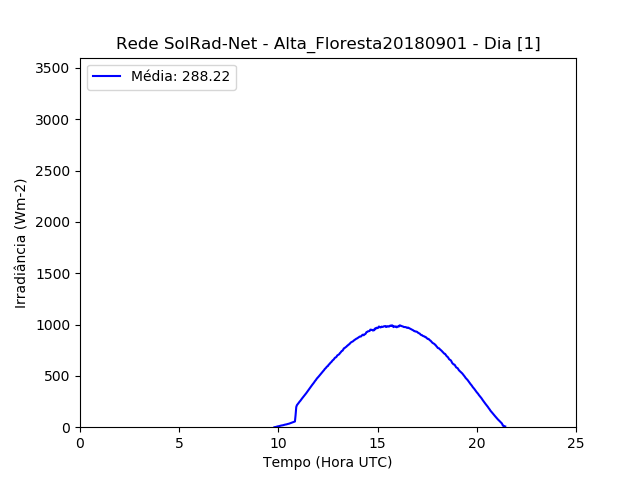 Rede SolRad-Net - Alta_Floresta20180901 - Dia [1]
Média: 288.22
3500
3000
2500
2000
1500
1000
500
0
Irradiância (Wm-2)
0 5 10 15 20 25
Tempo (Hora UTC)